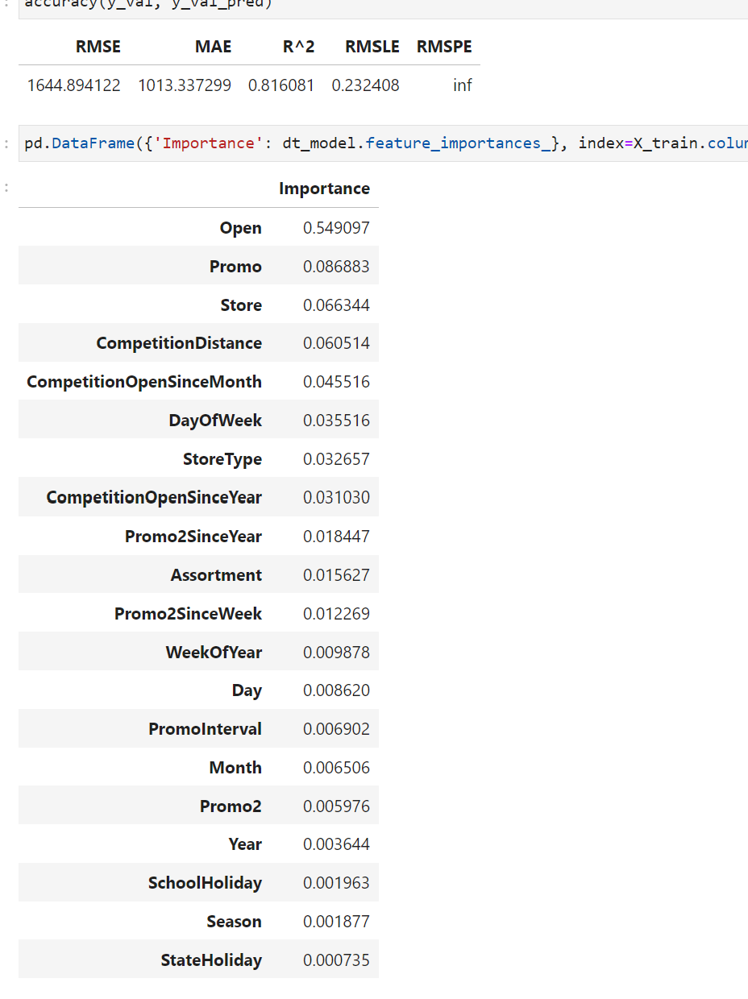 accuracy(y_val, y_val_pred)
RMSE MAE R^2 RMSLE RMSPE
1644.894122 1013.337299 0.816081 0.232408 inf
: pd.DataFrame({'Importance': dt_model.feature_importances_}, index=X_train.colu
: Importance
Open 0.549097
Promo 0.086883
Store 0.066344
CompetitionDistance 0.060514
CompetitionOpenSinceMonth 0.045516
DayOfWeek 0.035516
StoreType 0.032657
CompetitionOpenSinceYear 0.031030
Promo2SinceYear 0.018447
Assortment 0.015627
Promo2SinceWeek 0.012269
WeekOfYear 0.009878
Day 0.008620
PromoInterval 0.006902
Month 0.006506
Promo2 0.005976
Year 0.003644
SchoolHoliday 0.001963
Season 0.001877
StateHoliday 0.000735